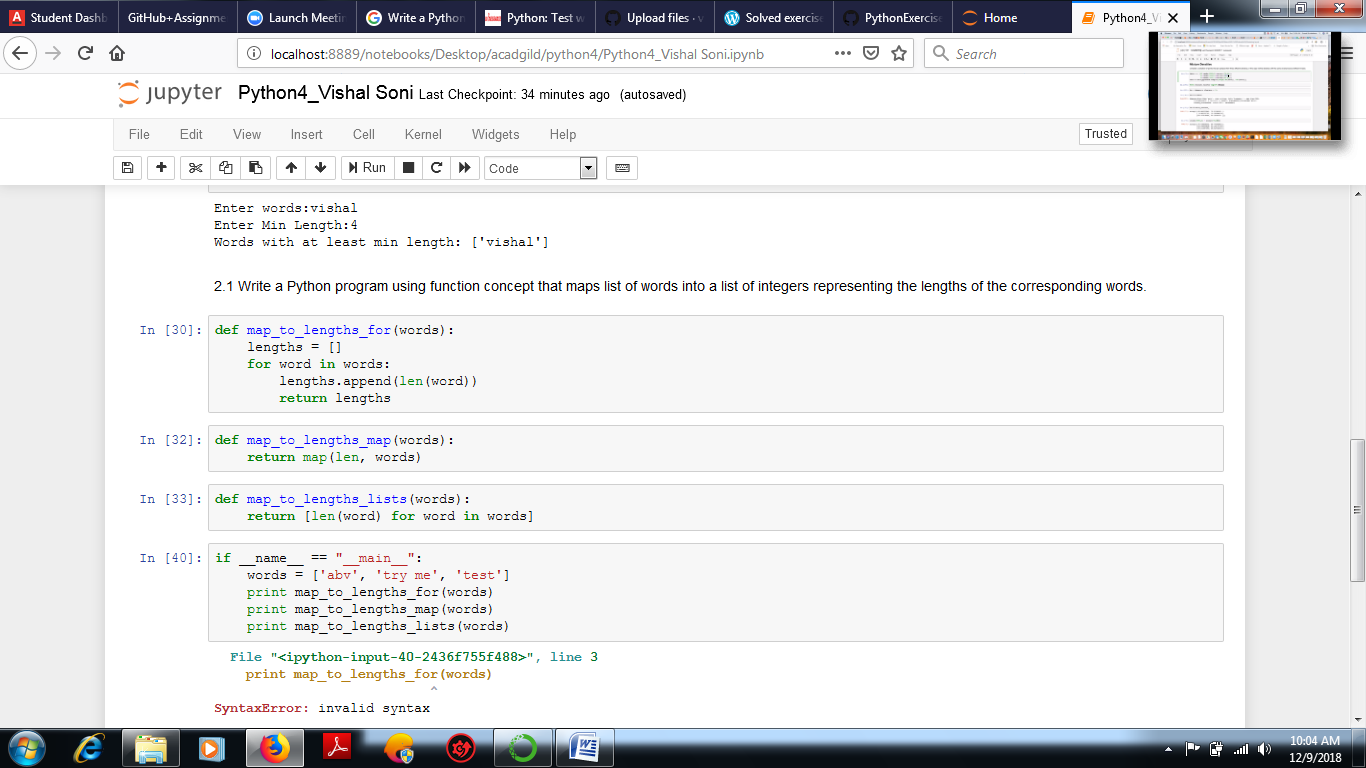 Student Dashb
GitHub+Assignme
Launch Meetin
Write a Python
Python: Test w
Upload files · v
Solved exercise
PythonExercise
Home
Python4_Vi
localhost:8889/notebooks/Desktop/acacgild/python4/Python4_Vishal Soni.ipynb
Search
jupyter Python4_Vishal Soni Last Checkpoint: 7 minutes ago (autosaved)
File Edit View Insert Cell Kernel Widgets Help
Trusted
Run
Code
Enter words:vishal
Enter Min Length:4
Words with at least min length: ['vishal']
2.1 Write a Python program using function concept that maps list of words into a list of integers representing the lengths of the corresponding words.
In [30]: def map_to_lengths_for(words):
lengths = []
for word in words:
lengths.append(len(word))
return lengths
In [32]: def map_to_lengths_map(words):
return map(len, words)
In [33]: def map_to_lengths_lists(words):
return [len(word) for word in words]
In [40]: if __name__ == "__main__":
words = ['abv', 'try me', 'test']
print map_to_lengths_for(words)
print map_to_lengths_map(words)
print map_to_lengths_lists(words)
File "<ipython-input-40-2436f755f488>", line 3
print map_to_lengths_for(words)
^
SyntaxError: invalid syntax
10:04 AM
12/9/2018